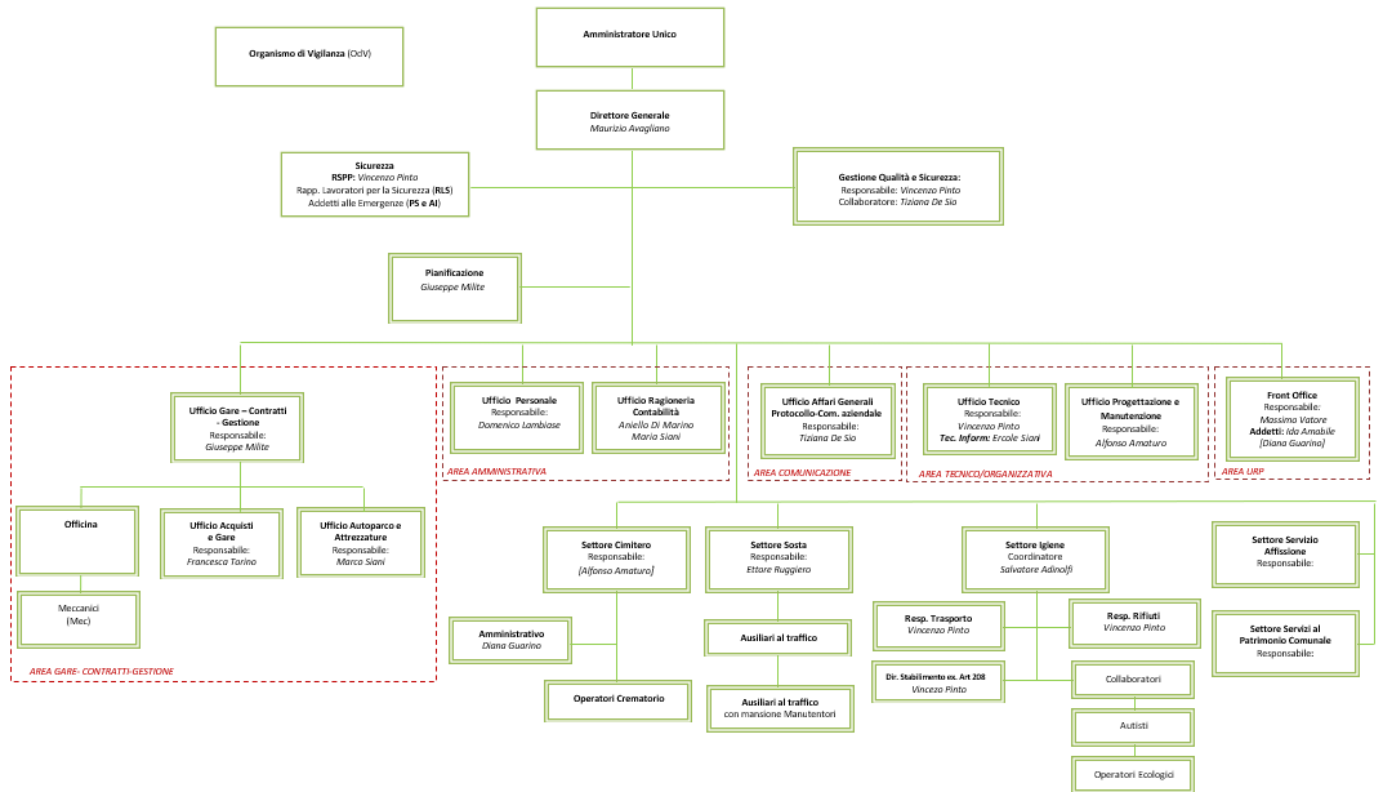 Organismo di Vigilanza (OdV)
Amministratore Unico
Direttore Generale
Maurizio Avagliano
Sicurezza
RSPP: Vincenzo Pinto
Rapp. Lavoratori per la Sicurezza (RLS)
Addetti alle Emergenze (PS e AI)
Gestione Qualità e Sicurezza:
Responsabile: Vincenzo Pinto
Collaboratore: Tiziana De Sio
Pianificazione
Giuseppe Milite
Ufficio Gare – Contratti
- Gestione
Responsabile:
Giuseppe Milite
Officina
Meccanici
(Mec)
Ufficio Acquisti
e Gare
Responsabile:
Francesca Torino
Ufficio Autoparco e
Attrezzature
Responsabile:
Marco Siani
AREA GARE- CONTRATTI-GESTIONE
Ufficio Personale
Responsabile:
Domenico Lambiase
Ufficio Ragioneria
Contabilità
Aniello Di Marino
Maria Siani
AREA AMMINISTRATIVA
Ufficio Affari Generali
Protocollo-Com. aziendale
Responsabile:
Tiziana De Sio
AREA COMUNICAZIONE
Ufficio Tecnico
Responsabile:
Vincenzo Pinto
Tec. Inform: Ercole Siani
Ufficio Progettazione e
Manutenzione
Responsabile:
Alfonso Amaturo
AREA TECNICO/ORGANIZZATIVA
Front Office
Responsabile:
Massimo Vatore
Addetti: Ida Amabile
[Diana Guarino]
AREA URP
Settore Cimitero
Responsabile:
[Alfonso Amaturo]
Amministrativo
Diana Guarino
Operatori Crematorio
Settore Sosta
Responsabile:
Ettore Ruggiero
Ausiliari al traffico
Ausiliari al traffico
con mansione Manutentori
Settore Igiene
Coordinatore
Salvatore Adinolfi
Resp. Trasporto
Vincenzo Pinto
Resp. Rifiuti
Vincenzo Pinto
Dir. Stabilimento ex. Art 208
Vincezo Pinto
Collaboratori
Autisti
Operatori Ecologici
Settore Servizio
Affissione
Responsabile:
Settore Servizi al
Patrimonio Comunale
Responsabile: